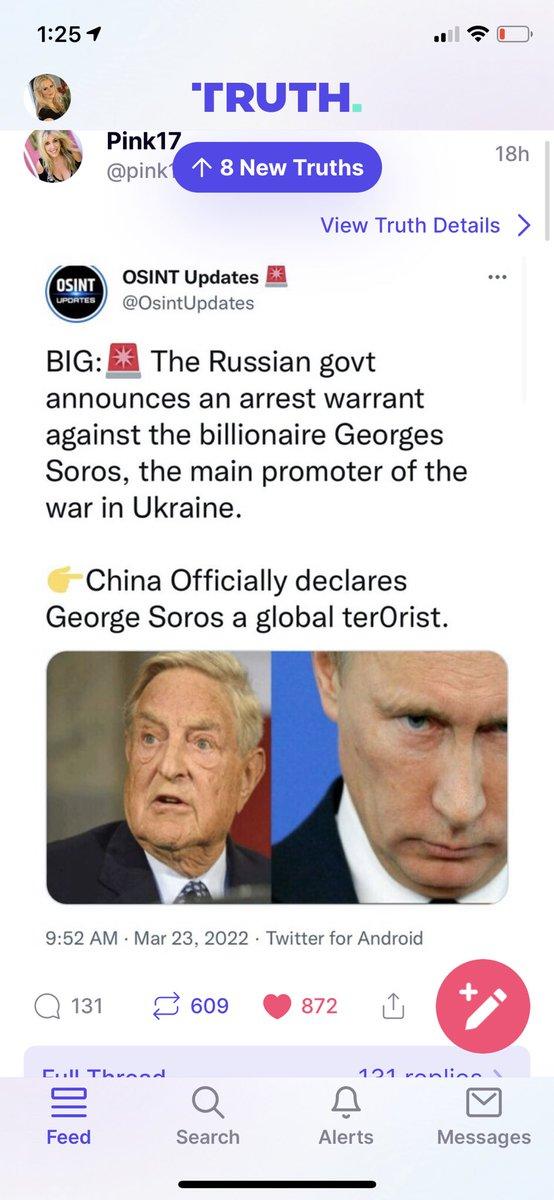 1:25
TRUTH.
Pink17
18h
↑ 8 New Truths
View Truth Details >
OSINT
UPDATES
OSINT Updates 🚨
@OsintUpdates
BIG:🚨 The Russian govt
announces an arrest warrant
against the billionaire Georges
Soros, the main promoter of the
war in Ukraine.
👉China Officially declares
George Soros a global ter0rist.
9:52 AM · Mar 23, 2022 · Twitter for Android
131 609 872
Full Thread 131 replies >
Feed Search Alerts Messages